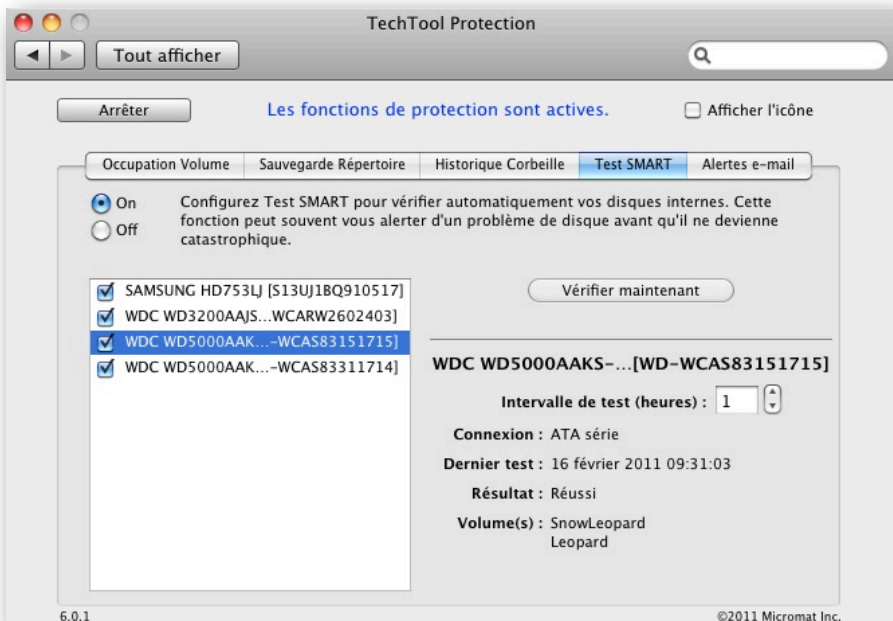 TechTool Protection
Tout afficher
Arrêter
Les fonctions de protection sont actives.
Afficher l'icône
Occupation Volume
Sauvegarde Répertoire
Historique Corbeille
Test SMART
Alertes e-mail
On
Off
Configurez Test SMART pour vérifier automatiquement vos disques internes. Cette
fonction peut souvent vous alerter d'un problème de disque avant qu'il ne devienne
catastrophique.
SAMSUNG HD753LJ [S13UJ1BQ910517]
WDC WD3200AAJS...WCARW2602403]
WDC WD5000AAK...-WCAS83151715]
WDC WD5000AAK...-WCAS83311714]
Vérifier maintenant
WDC WD5000AAKS-...[WD-WCAS83151715]
Intervalle de test (heures) : 1
Connexion : ATA série
Dernier test : 16 février 2011 09:31:03
Résultat : Réussi
Volume(s) : SnowLeopard
Leopard
6.0.1
©2011 Micromat Inc.